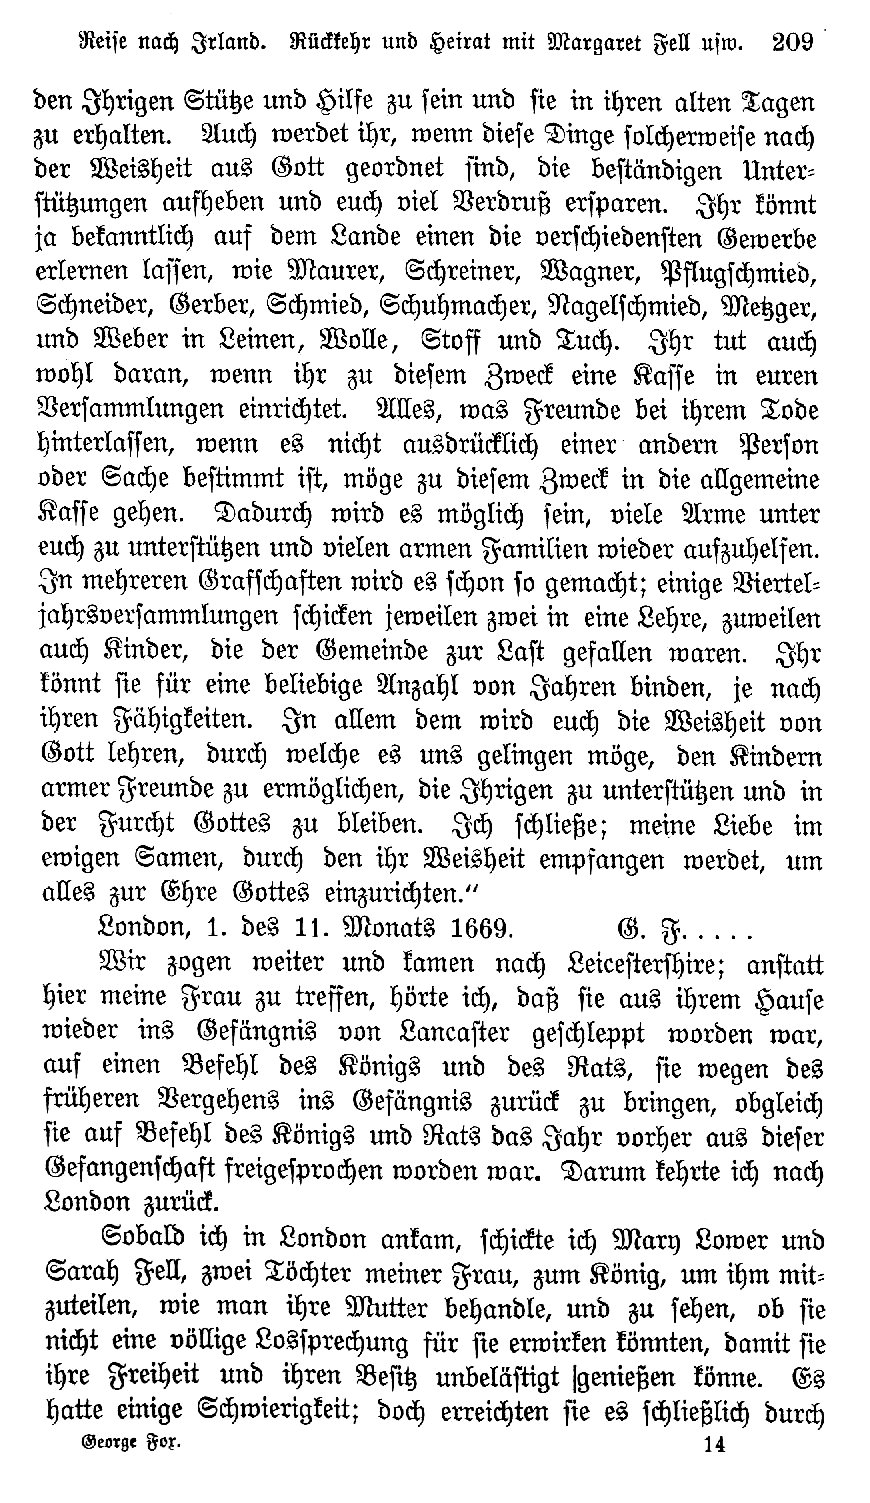 Reise nach Irland. Rückkehr und Heirat mit Margaret Fell usw. 209
den Ihrigen Stütze und Hilfe zu sein und sie in ihren alten Tagen
zu erhalten. Auch werdet ihr, wenn diese Dinge solcherweise nach
der Weisheit aus Gott geordnet sind, die beständigen Unter-
stützungen aufheben und euch viel Verdruß ersparen. Ihr könnt
ja bekanntlich auf dem Lande einen die verschiedensten Gewerbe
erlernen lassen, wie Maurer, Schreiner, Wagner, Pflugschmied,
Schneider, Gerber, Schmied, Schuhmacher, Nagelschmied, Metzger,
und Weber in Leinen, Wolle, Stoff und Tuch. Ihr tut auch
wohl daran, wenn ihr zu diesem Zweck eine Kasse in euren
Versammlungen einrichtet. Alles, was Freunde bei ihrem Tode
hinterlassen, wenn es nicht ausdrücklich einer andern Person
oder Sache bestimmt ist, möge zu diesem Zweck in die allgemeine
Kasse gehen. Dadurch wird es möglich sein, viele Arme unter
euch zu unterstützen und vielen armen Familien wieder aufzuhelfen.
In mehreren Grafschaften wird es schon so gemacht; einige Viertel-
jahrsversammlungen schicken jeweilen zwei in eine Lehre, zuweilen
auch Kinder, die der Gemeinde zur Last gefallen waren. Ihr
könnt sie für eine beliebige Anzahl von Jahren binden, je nach
ihren Fähigkeiten. In allem dem wird euch die Weisheit von
Gott lehren, durch welche es uns gelingen möge, den Kindern
armer Freunde zu ermöglichen, die Ihrigen zu unterstützen und in
der Furcht Gottes zu bleiben. Ich schließe; meine Liebe im
ewigen Samen, durch den ihr Weisheit empfangen werdet, um
alles zur Ehre Gottes einzurichten.“
London, 1. des 11. Monats 1669. G. F.....
Wir zogen weiter und kamen nach Leicestershire; anstatt
hier meine Frau zu treffen, hörte ich, daß sie aus ihrem Hause
wieder ins Gefängnis von Lancaster geschleppt worden war,
auf einen Befehl des Königs und des Rats, sie wegen des
früheren Vergehens ins Gefängnis zurück zu bringen, obgleich
sie auf Befehl des Königs und Rats das Jahr vorher aus dieser
Gefangenschaft freigesprochen worden war. Darum kehrte ich nach
London zurück.
Sobald ich in London ankam, schickte ich Mary Lower und
Sarah Fell, zwei Töchter meiner Frau, zum König, um ihm mit-
zuteilen, wie man ihre Mutter behandle, und zu sehen, ob sie
nicht eine völlige Lossprechung für sie erwirken könnten, damit sie
ihre Freiheit und ihren Besitz unbelästigt genießen könne. Es
hatte einige Schwierigkeit; doch erreichten sie es schließlich durch
George Fox. 14